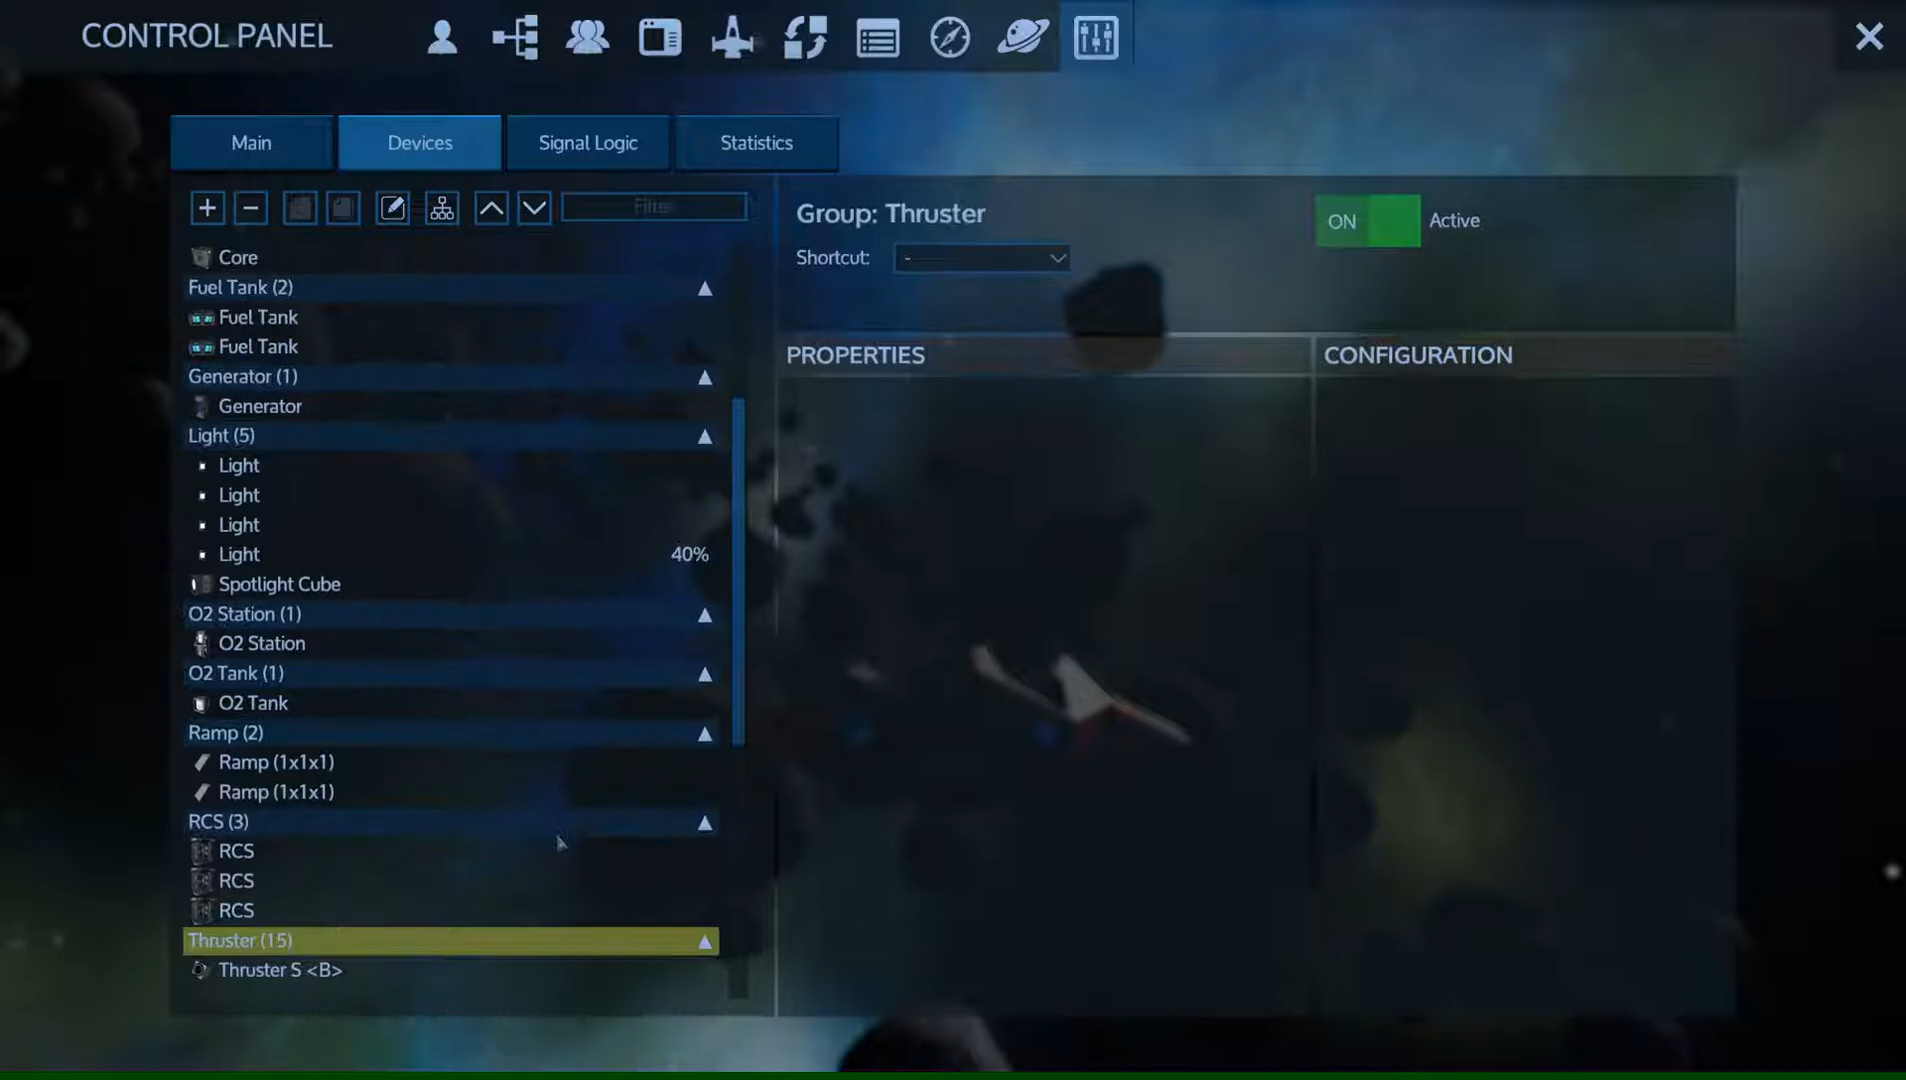 CONTROL PANEL
Main
Devices
Signal Logic
Statistics
Filter
Core
Fuel Tank (2)
Fuel Tank
Fuel Tank
Generator (1)
Generator
Light (5)
Light
Light
Light
Light 40%
Spotlight Cube
O2 Station (1)
O2 Station
O2 Tank (1)
O2 Tank
Ramp (2)
Ramp (1x1x1)
Ramp (1x1x1)
RCS (3)
RCS
RCS
RCS
Thruster (15)
Thruster S <B>
Group: Thruster
ON Active
Shortcut: -
PROPERTIES
CONFIGURATION